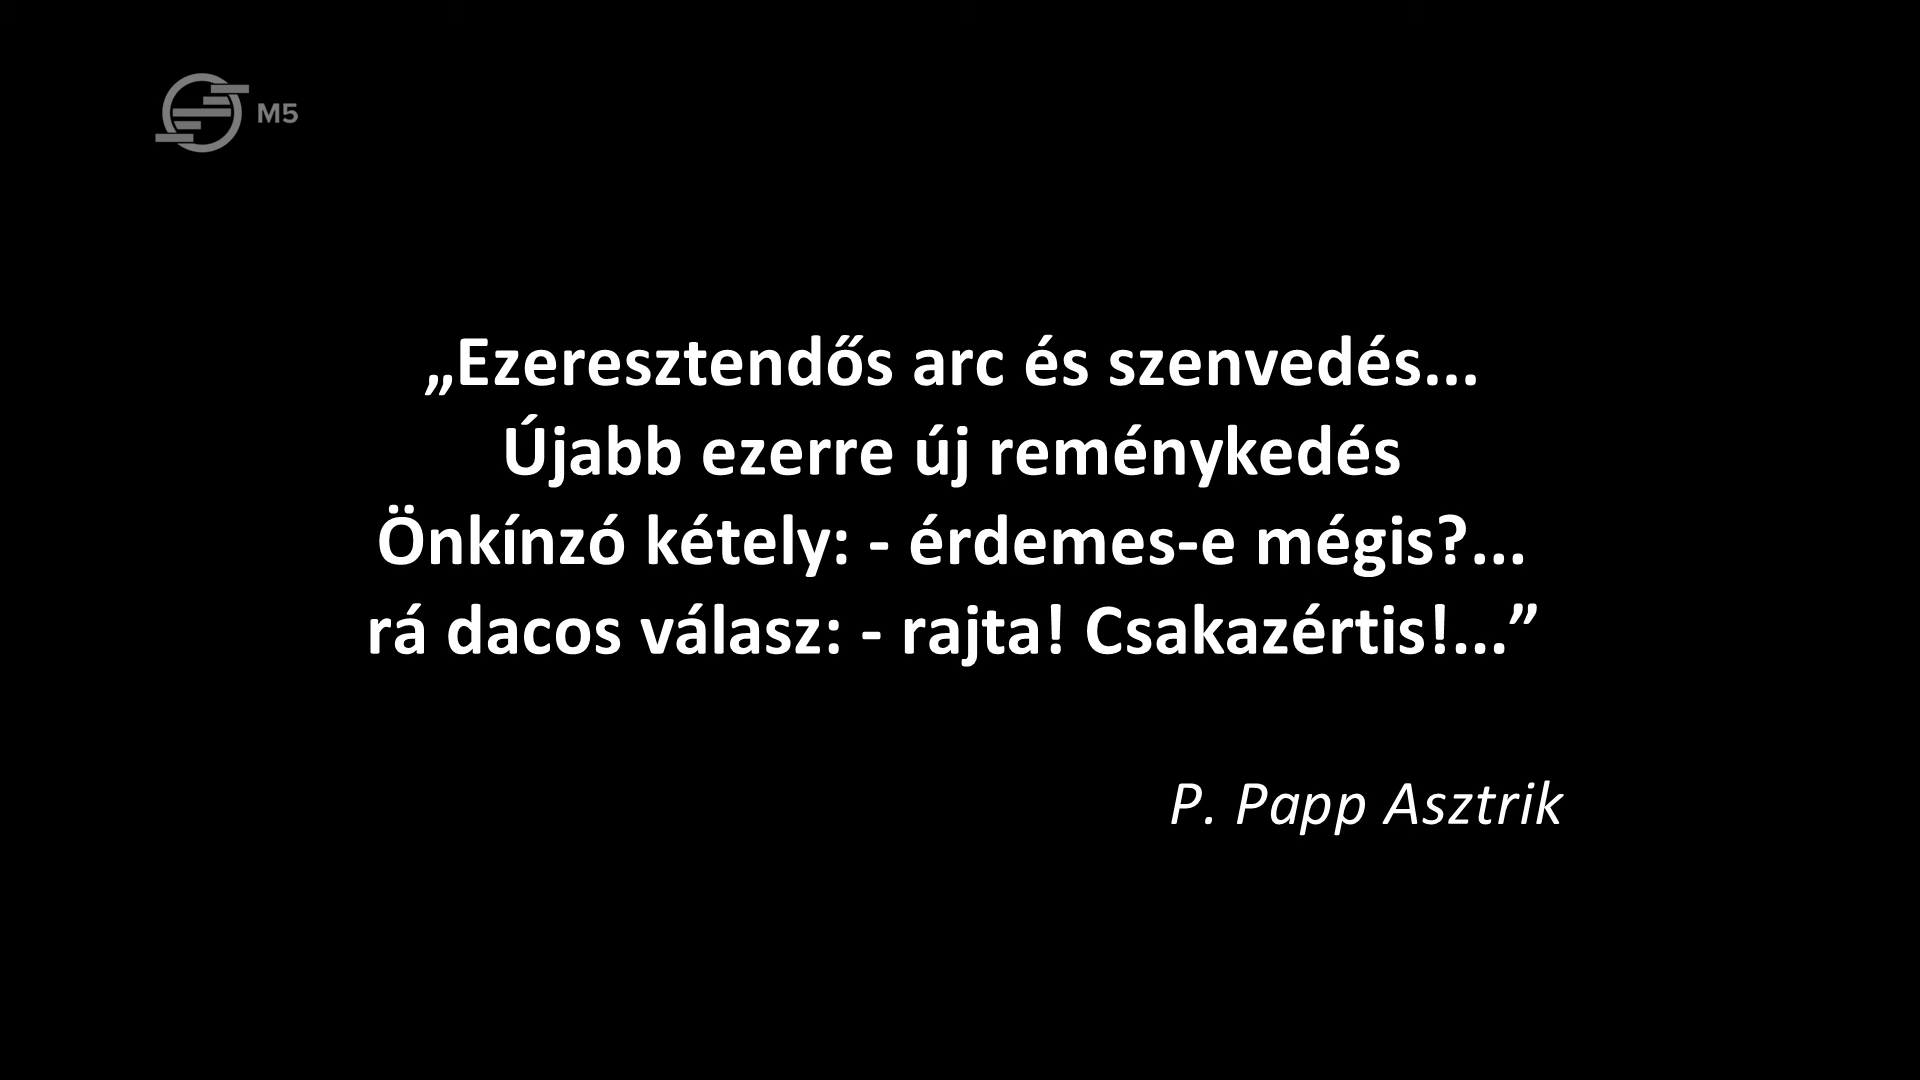 M5
„Ezeresztendős arc és szenvedés...
Újabb ezerre új reménykedés
Önkínzó kétely: - érdemes-e mégis?...
rá dacos válasz: - rajta! Csakazértis!...”
P. Papp Asztrik